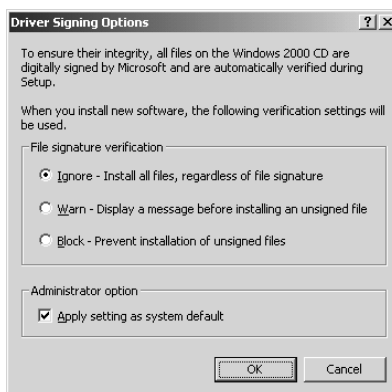 Driver Signing Options
To ensure their integrity, all files on the Windows 2000 CD are
digitally signed by Microsoft and are automatically verified during
Setup.
When you install new software, the following verification settings will
be used.
File signature verification
Ignore - Install all files, regardless of file signature
Warn - Display a message before installing an unsigned file
Block - Prevent installation of unsigned files
Administrator option
Apply setting as system default
OK Cancel